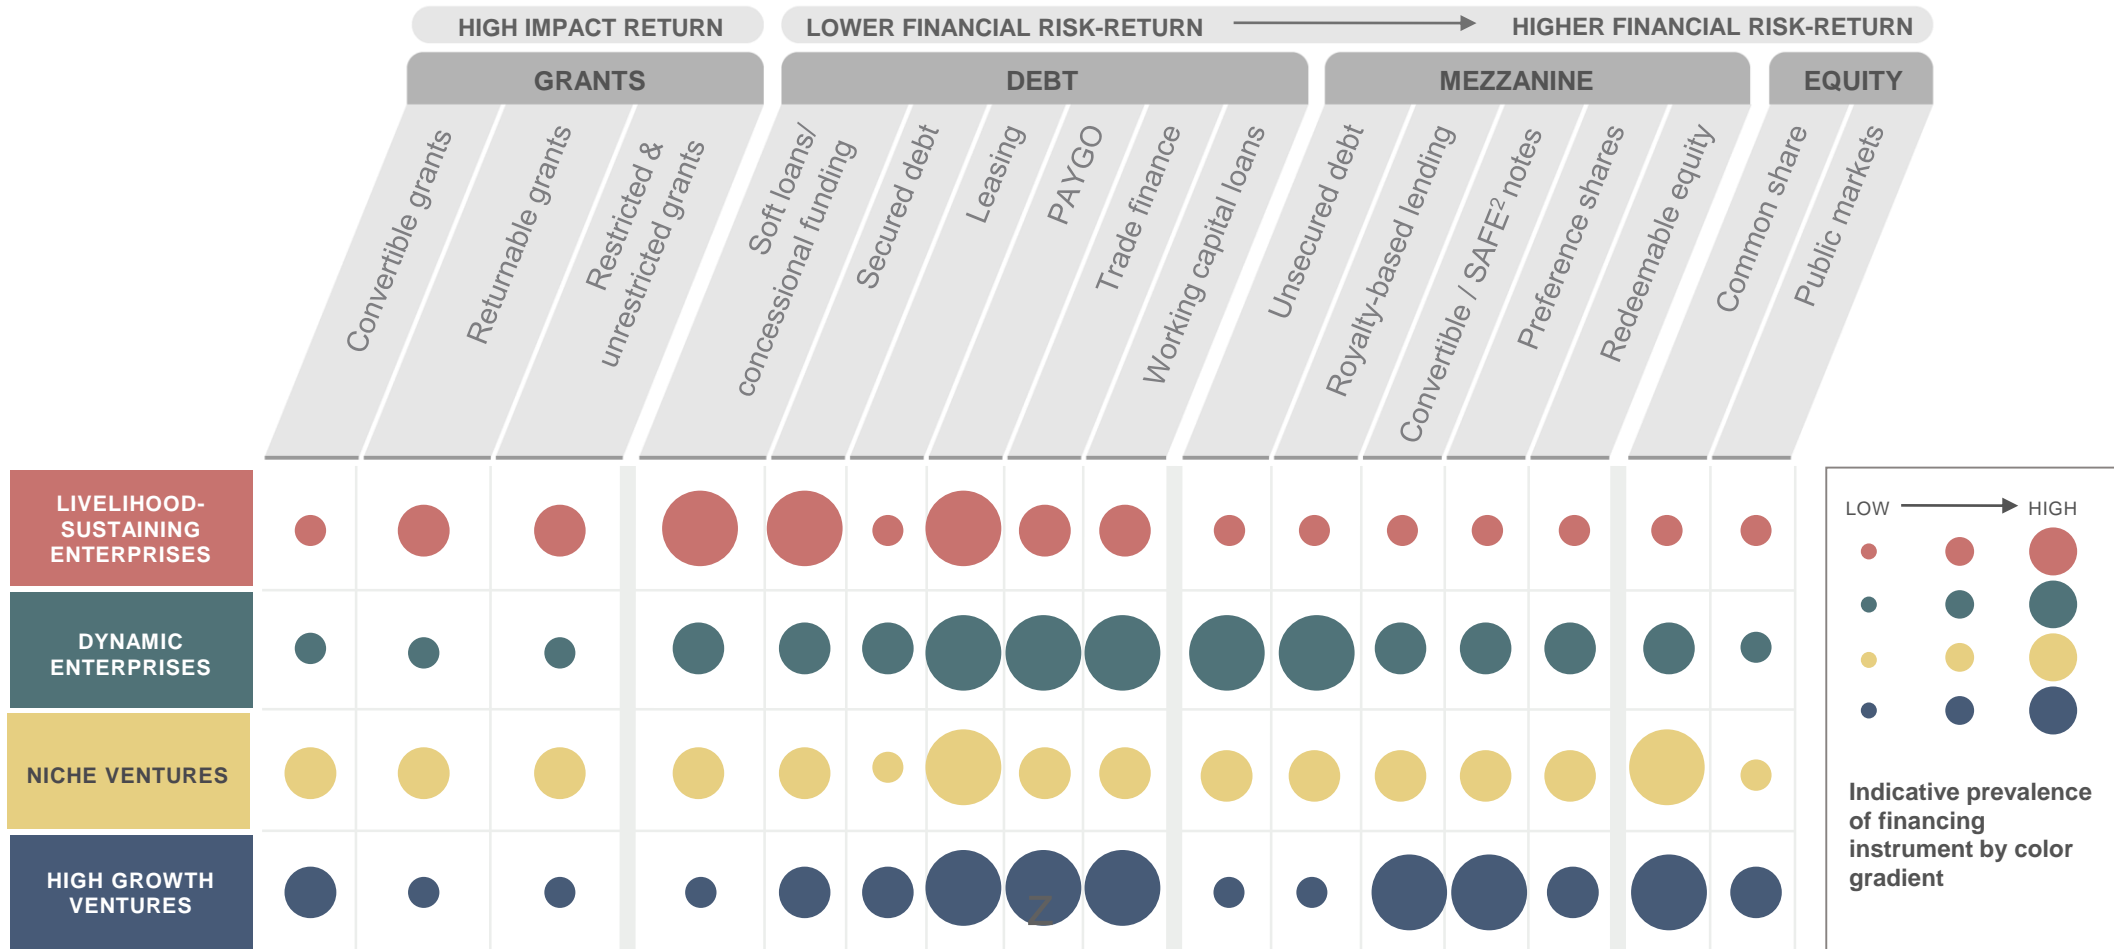 HIGH IMPACT RETURN
LOWER FINANCIAL RISK-RETURN
HIGHER FINANCIAL RISK-RETURN
GRANTS
DEBT
MEZZANINE
EQUITY
Convertible grants
Returnable grants
Restricted &
unrestricted grants
Soft loans/
concessional funding
Secured debt
Leasing
PAYGO
Trade finance
Working capital loans
Unsecured debt
Royalty-based lending
Convertible / SAFE² notes
Preference shares
Redeemable equity
Common share
Public markets
LIVELIHOOD-
SUSTAINING
ENTERPRISES
DYNAMIC
ENTERPRISES
NICHE VENTURES
HIGH GROWTH
VENTURES
Z
LOW
HIGH
Indicative prevalence
of financing
instrument by color
gradient